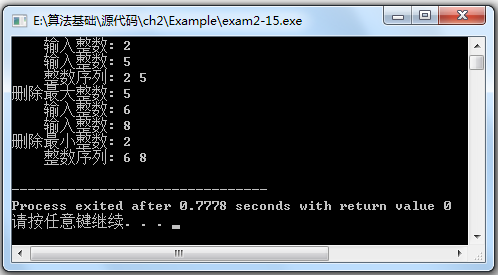 E:\算法基础\源代码\ch2\Example\exam2-15.exe
输入整数: 2
输入整数: 5
整数序列: 2 5
删除最大整数: 5
输入整数: 6
输入整数: 8
删除最小整数: 2
整数序列: 6 8
--------------------------------
Process exited after 0.7778 seconds with return value 0
请按任意键继续. . .